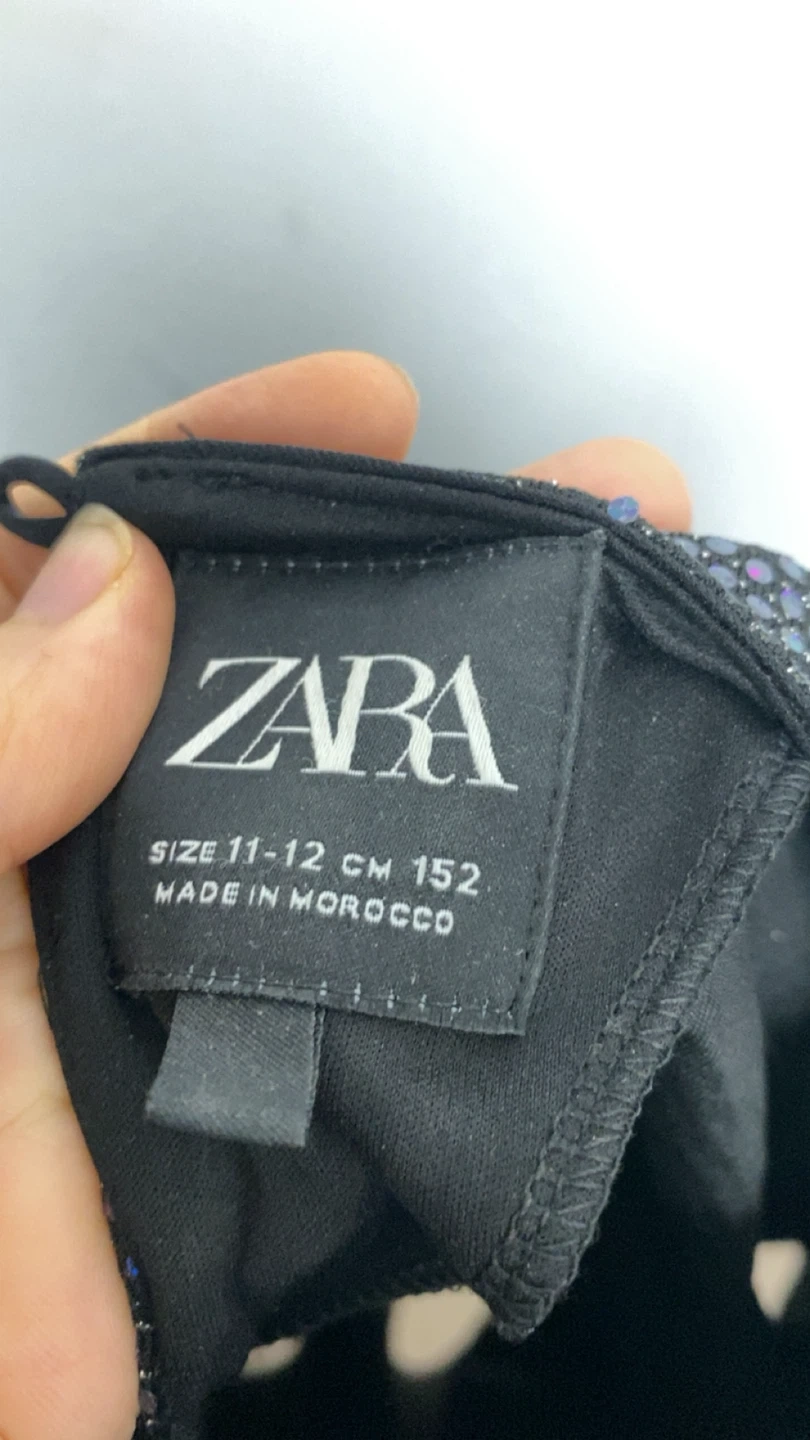 ZARA
SIZE 11-12 CM 152
MADE IN MOROCCO